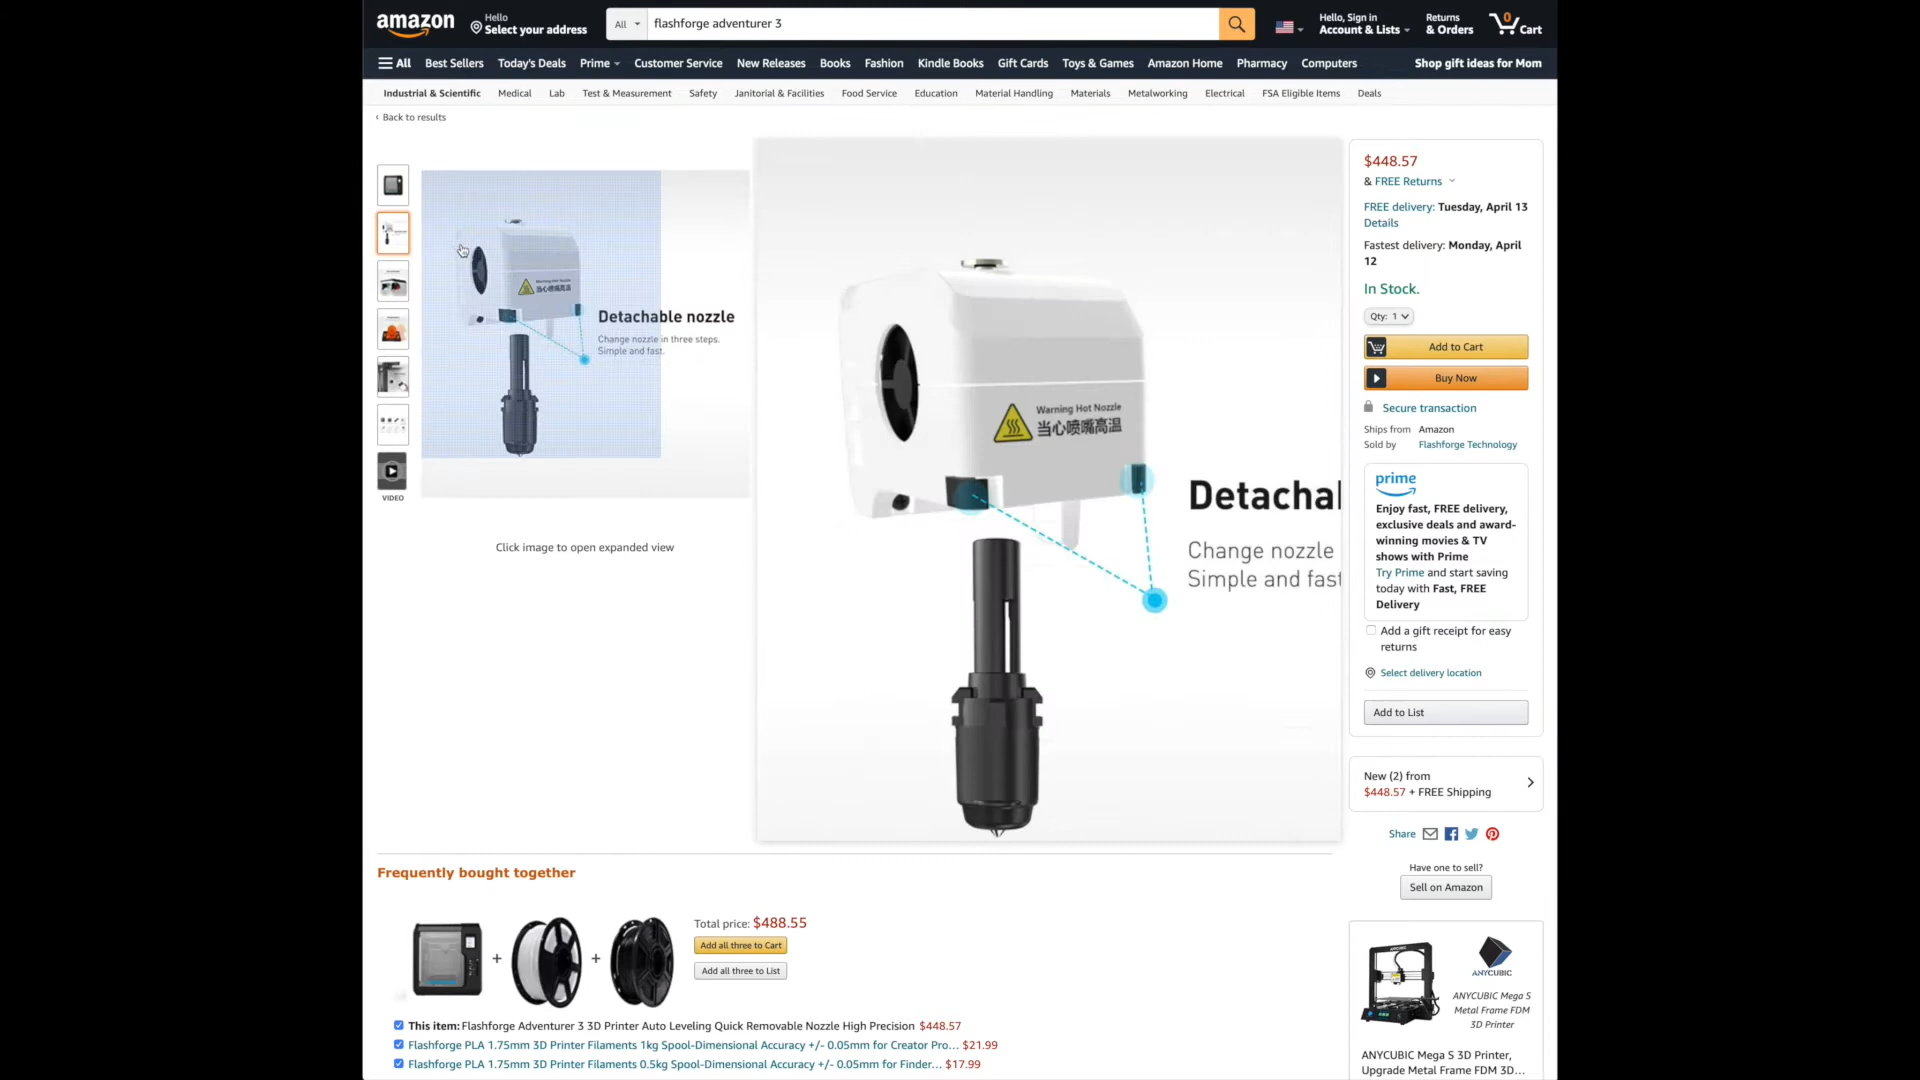 amazon
Hello
Select your address
All
flashforge adventurer 3
Hello, Sign in
Account & Lists
Returns
& Orders
0
Cart
All
Best Sellers
Today's Deals
Prime
Customer Service
New Releases
Books
Fashion
Kindle Books
Gift Cards
Toys & Games
Amazon Home
Pharmacy
Computers
Shop gift ideas for Mom
Industrial & Scientific
Medical
Lab
Test & Measurement
Safety
Janitorial & Facilities
Food Service
Education
Material Handling
Materials
Metalworking
Electrical
FSA Eligible Items
Deals
‹ Back to results
VIDEO
Warning Hot Nozzle
当心喷嘴高温
Detachable nozzle
Change nozzle in three steps.
Simple and fast.
Click image to open expanded view
Warning Hot Nozzle
当心喷嘴高温
Detachal
Change nozzle
Simple and fast
$448.57
& FREE Returns
FREE delivery: Tuesday, April 13
Details
Fastest delivery: Monday, April
12
In Stock.
Qty: 1
Add to Cart
Buy Now
Secure transaction
Ships from Amazon
Sold by Flashforge Technology
prime
Enjoy fast, FREE delivery,
exclusive deals and award-
winning movies & TV
shows with Prime
Try Prime and start saving
today with Fast, FREE
Delivery
Add a gift receipt for easy
returns
Select delivery location
Add to List
New (2) from
$448.57 + FREE Shipping
Share
Have one to sell?
Sell on Amazon
Frequently bought together
+
+
Total price: $488.55
Add all three to Cart
Add all three to List
This item: Flashforge Adventurer 3 3D Printer Auto Leveling Quick Removable Nozzle High Precision $448.57
Flashforge PLA 1.75mm 3D Printer Filaments 1kg Spool-Dimensional Accuracy +/- 0.05mm for Creator Pro… $21.99
Flashforge PLA 1.75mm 3D Printer Filaments 0.5kg Spool-Dimensional Accuracy +/- 0.05mm for Finder… $17.99
ANYCUBIC
ANYCUBIC Mega S
Metal Frame FDM
3D Printer
ANYCUBIC Mega S 3D Printer,
Upgrade Metal Frame FDM 3D…